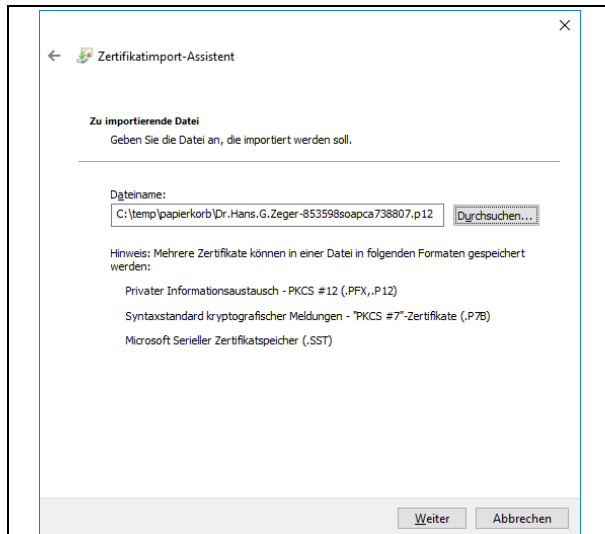 Zertifikatimport-Assistent
Zu importierende Datei
Geben Sie die Datei an, die importiert werden soll.
Dateiname:
C:\temp\papierkorb\Dr.Hans.G.Zeger-853598soapca738807.p12
Durchsuchen...
Hinweis: Mehrere Zertifikate können in einer Datei in folgenden Formaten gespeichert
werden:
Privater Informationsaustausch - PKCS #12 (.PFX,.P12)
Syntaxstandard kryptografischer Meldungen - "PKCS #7"-Zertifikate (.P7B)
Microsoft Serieller Zertifikatspeicher (.SST)
Weiter
Abbrechen